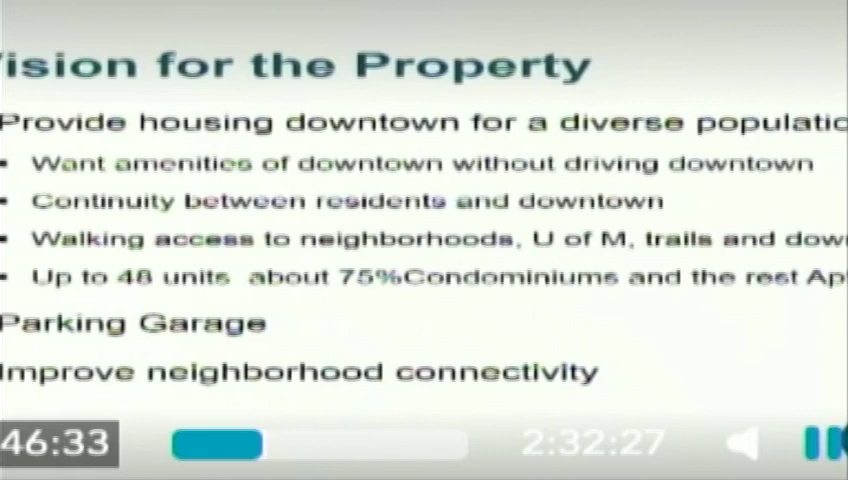 ision for the Property
Provide housing downtown for a diverse populatio
Want amenities of downtown without driving downtown
Continuity between residents and downtown
Walking access to neighborhoods, U of M, trails and dow
Up to 48 units about 75%Condominiums and the rest Ap
Parking Garage
Improve neighborhood connectivity
46:33 2:32:27